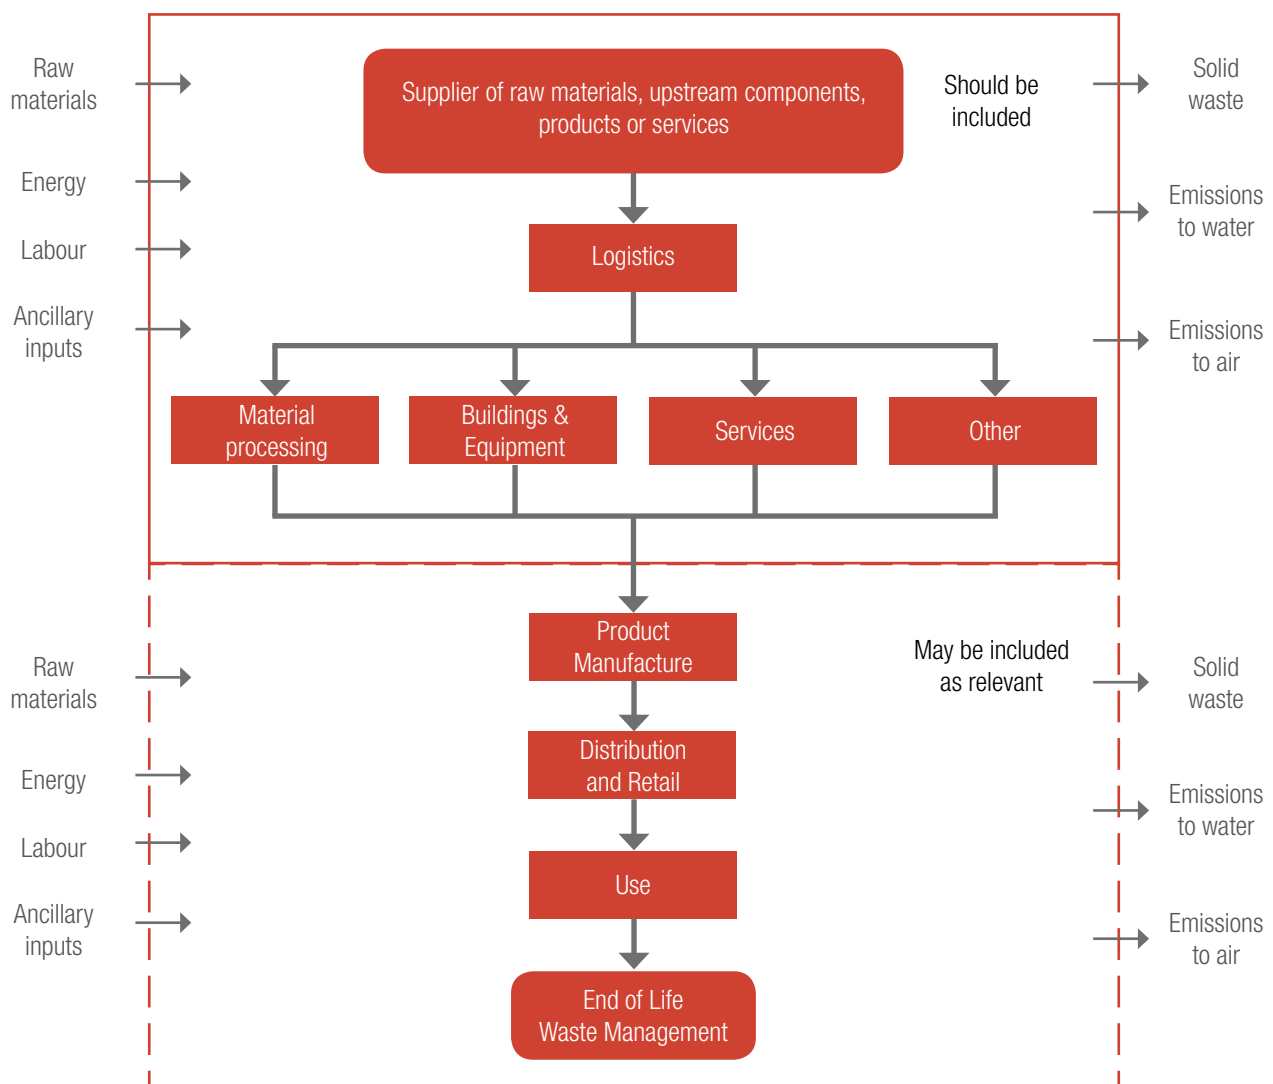 Raw
materials
Energy
Labour
Ancillary
inputs
Supplier of raw materials, upstream components,
products or services
Should be
included
Logistics
Material
processing
Buildings &
Equipment
Services
Other
Solid
waste
Emissions
to water
Emissions
to air
Raw
materials
Energy
Labour
Ancillary
inputs
Product
Manufacture
May be included
as relevant
Distribution
and Retail
Use
End of Life
Waste Management
Solid
waste
Emissions
to water
Emissions
to air